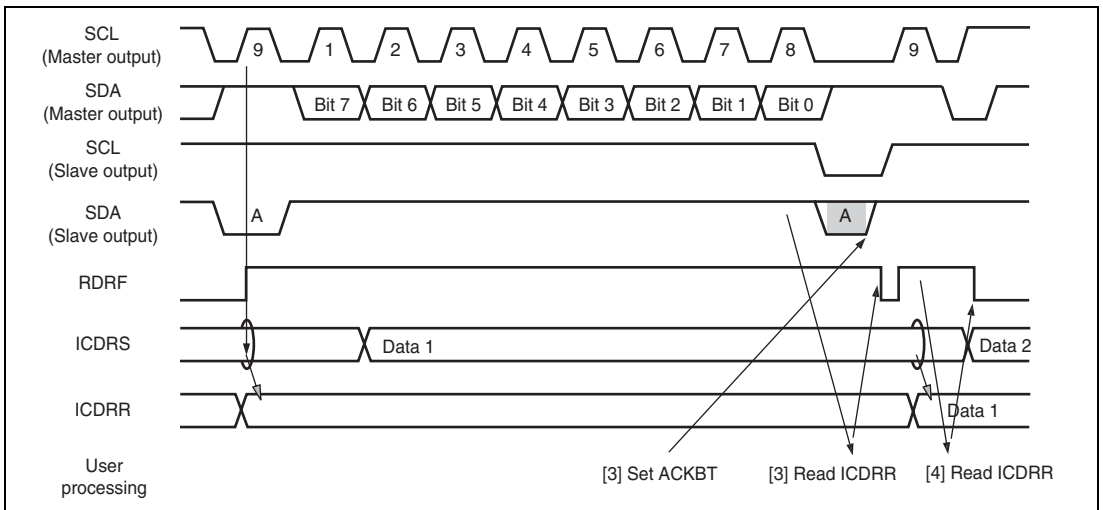 SCL
(Master output)
9 1 2 3 4 5 6 7 8 9
SDA
(Master output)
Bit 7 Bit 6 Bit 5 Bit 4 Bit 3 Bit 2 Bit 1 Bit 0
SCL
(Slave output)
SDA
(Slave output)
A A
RDRF
ICDRS
Data 1 Data 2
ICDRR
Data 1
User
processing
[3] Set ACKBT [3] Read ICDRR [4] Read ICDRR